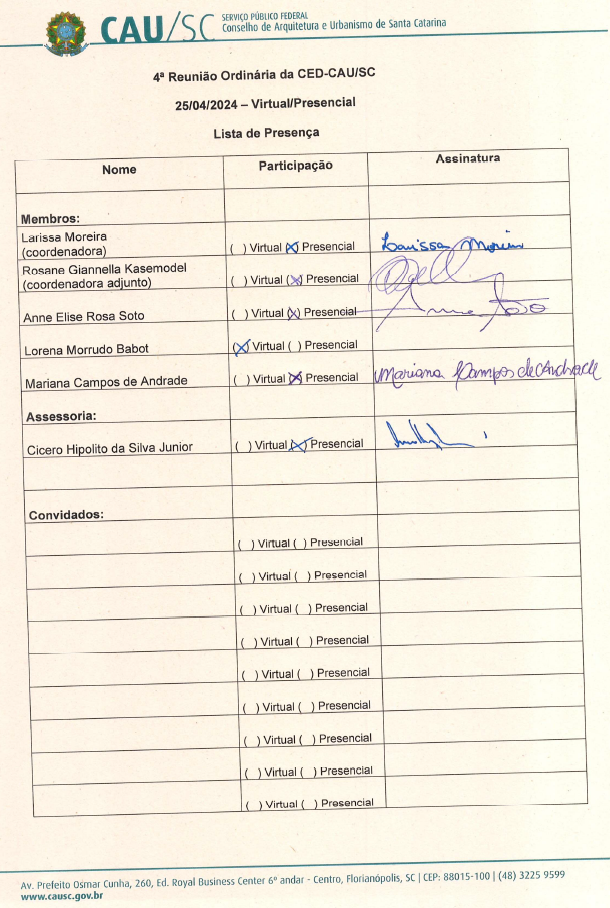 CAU/SC
SERVIÇO PÚBLICO FEDERAL
Conselho de Arquitetura e Urbanismo de Santa Catarina
4ª Reunião Ordinária da CED-CAU/SC
25/04/2024 – Virtual/Presencial
Lista de Presença
Nome Participação Assinatura
Membros:
Larissa Moreira
(coordenadora) ( ) Virtual (X) Presencial Larissa Moreira
Rosane Giannella Kasemodel
(coordenadora adjunto) ( ) Virtual (X) Presencial
Anne Elise Rosa Soto ( ) Virtual (X) Presencial Anne Soto
Lorena Morrudo Babot (X) Virtual ( ) Presencial
Mariana Campos de Andrade ( ) Virtual (X) Presencial Mariana Campos de Andrade
Assessoria:
Cicero Hipolito da Silva Junior ( ) Virtual (X) Presencial
Convidados:
( ) Virtual ( ) Presencial
( ) Virtual ( ) Presencial
( ) Virtual ( ) Presencial
( ) Virtual ( ) Presencial
( ) Virtual ( ) Presencial
( ) Virtual ( ) Presencial
( ) Virtual ( ) Presencial
( ) Virtual ( ) Presencial
( ) Virtual ( ) Presencial
Av. Prefeito Osmar Cunha, 260, Ed. Royal Business Center 6º andar - Centro, Florianópolis, SC | CEP: 88015-100 | (48) 3225 9599
www.causc.gov.br